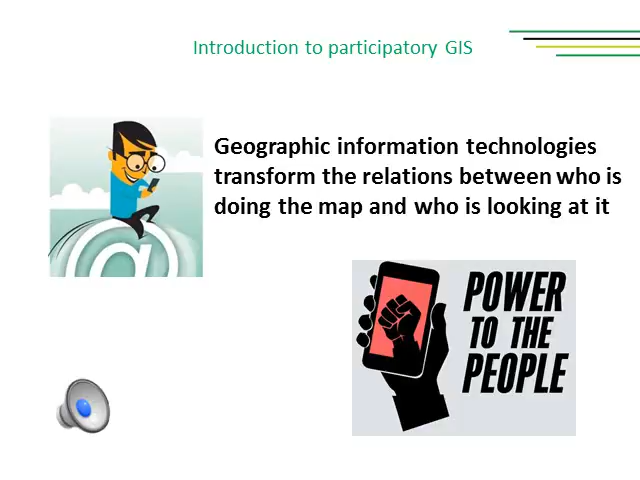 Introduction to participatory GIS
Geographic information technologies
transform the relations between who is
doing the map and who is looking at it
@
POWER
TO THE
PEOPLE